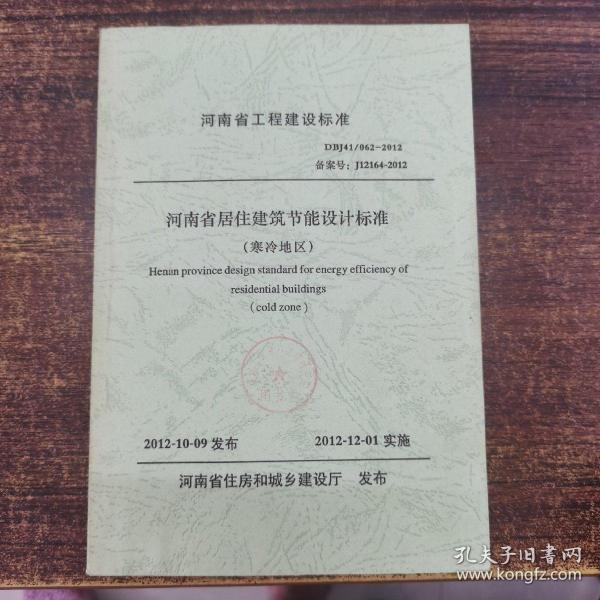 河南省工程建设标准
DBJ41/062-2012
备案号：J12164-2012
河南省居住建筑节能设计标准
（寒冷地区）
Henan province design standard for energy efficiency of
residential buildings
(cold zone)
2012-10-09 发布 2012-12-01 实施
河南省住房和城乡建设厅 发布
孔夫子旧书网
www.kongfz.com